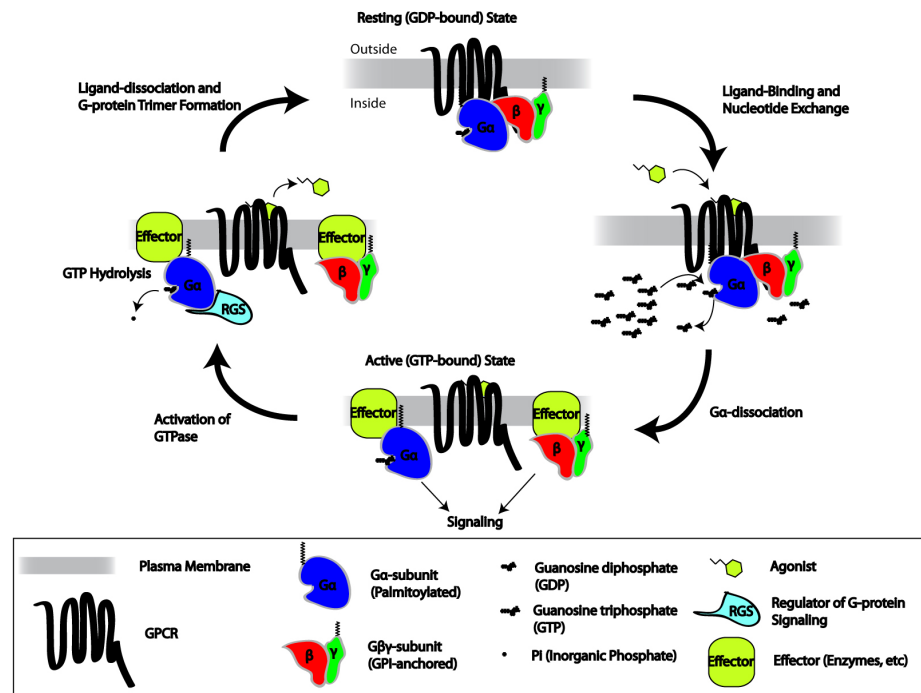 Resting (GDP-bound) State
Outside
Inside
Gα
β
γ
Ligand-dissociation and
G-protein Trimer Formation
Ligand-Binding and
Nucleotide Exchange
Effector
Effector
GTP Hydrolysis
Gα
RGS
β
γ
Gα
β
γ
Active (GTP-bound) State
Activation of
GTPase
Effector
Effector
Gα
β
γ
Gα-dissociation
Signaling
Plasma Membrane
GPCR
Gα
Gα-subunit
(Palmitoylated)
β
γ
Gβγ-subunit
(GPI-anchored)
Guanosine diphosphate
(GDP)
Guanosine triphosphate
(GTP)
PI (Inorganic Phosphate)
Agonist
RGS
Regulator of G-protein
Signaling
Effector
Effector (Enzymes, etc)